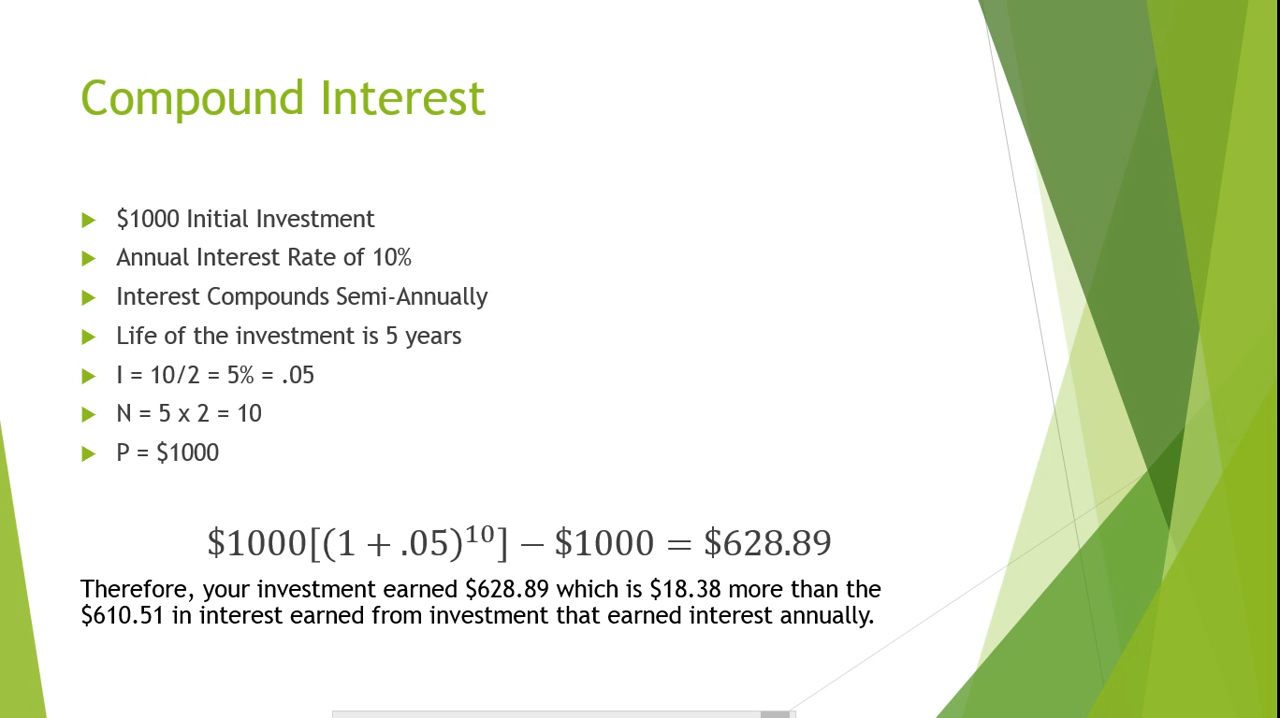 Compound Interest
$1000 Initial Investment
Annual Interest Rate of 10%
Interest Compounds Semi-Annually
Life of the investment is 5 years
I = 10/2 = 5% = .05
N = 5 x 2 = 10
P = $1000
$1000[(1 + .05)¹⁰] − $1000 = $628.89
Therefore, your investment earned $628.89 which is $18.38 more than the
$610.51 in interest earned from investment that earned interest annually.